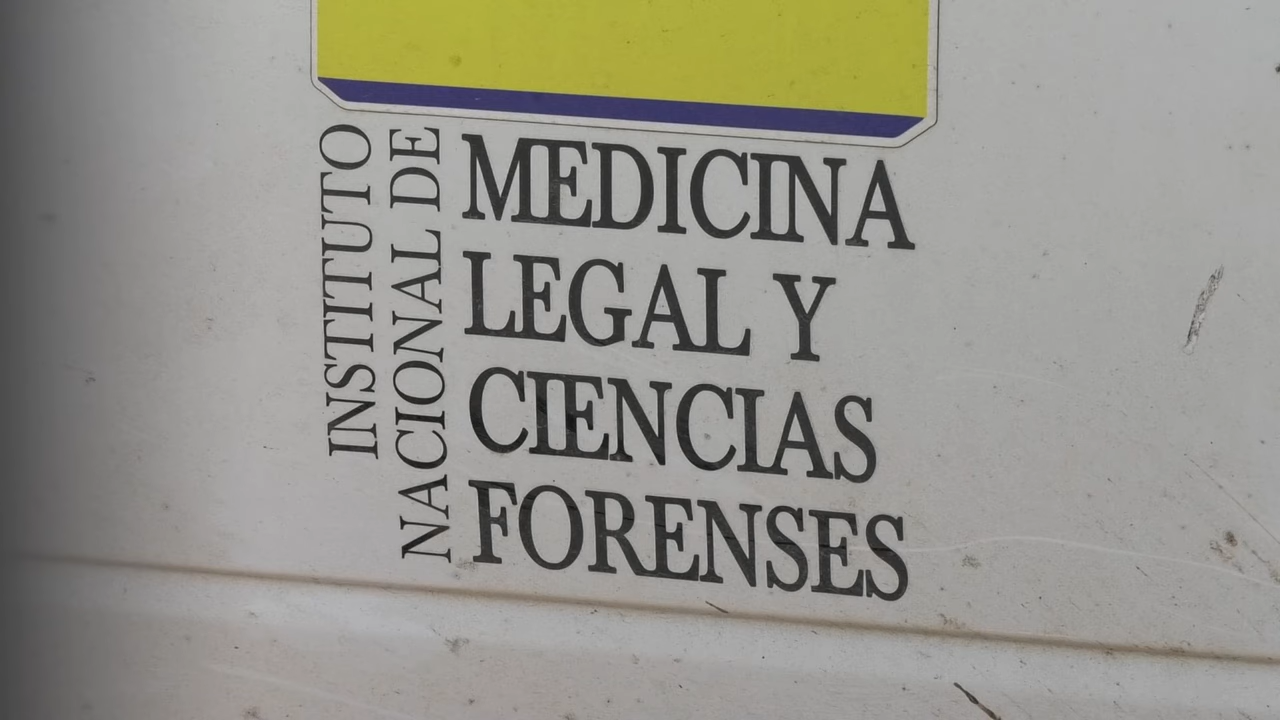 INSTITUTO
NACIONAL DE
MEDICINA
LEGAL Y
CIENCIAS
FORENSES